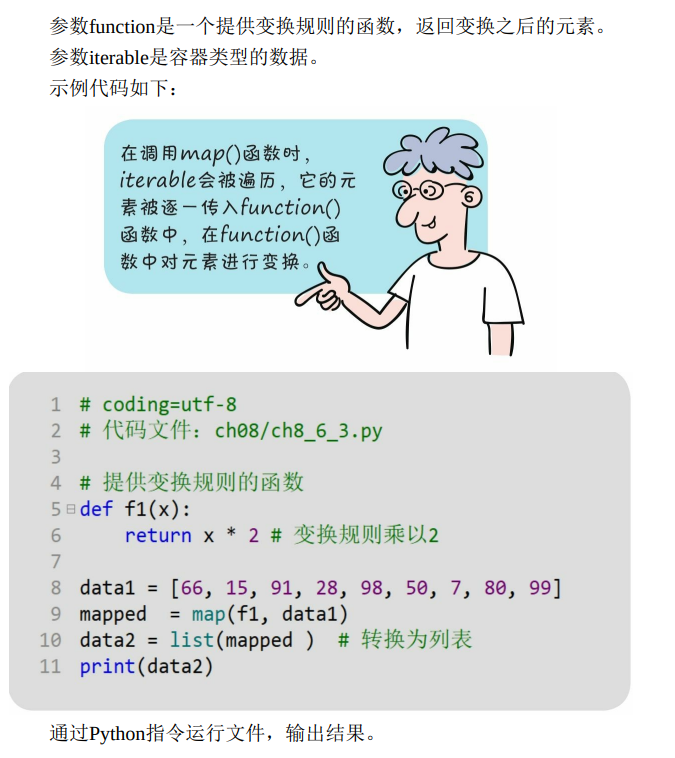 参数function是一个提供变换规则的函数，返回变换之后的元素。
参数iterable是容器类型的数据。
示例代码如下：
在调用map()函数时，
iterable会被遍历，它的元
素被逐一传入function()
函数中，在function()函
数中对元素进行变换。
1 # coding=utf-8
2 # 代码文件：ch08/ch8_6_3.py
3
4 # 提供变换规则的函数
5 def f1(x):
6     return x * 2 # 变换规则乘以2
7
8 data1 = [66, 15, 91, 28, 98, 50, 7, 80, 99]
9 mapped  = map(f1, data1)
10 data2 = list(mapped )  # 转换为列表
11 print(data2)
通过Python指令运行文件，输出结果。